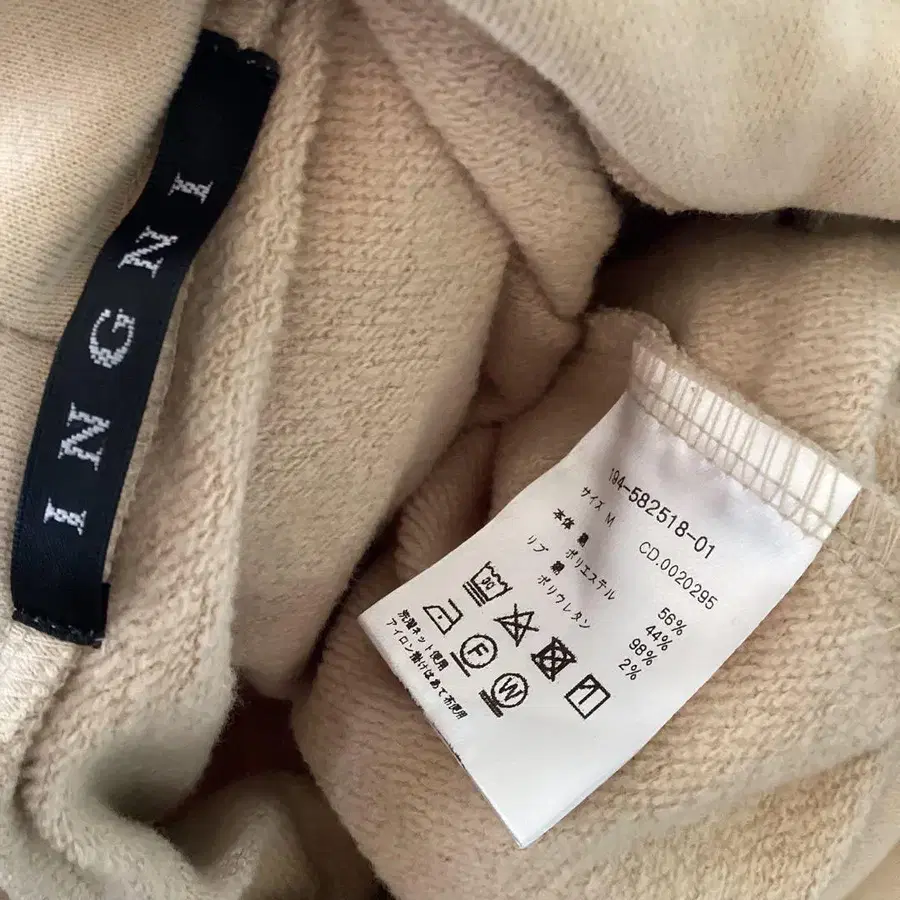 INGNI
194-582518-01
サイズ M CD.0020295
本体 綿 56%
ポリエステル 44%
リブ 綿 98%
ポリウレタン 2%
30
F
W
洗濯ネット使用
アイロン掛けはあて布使用